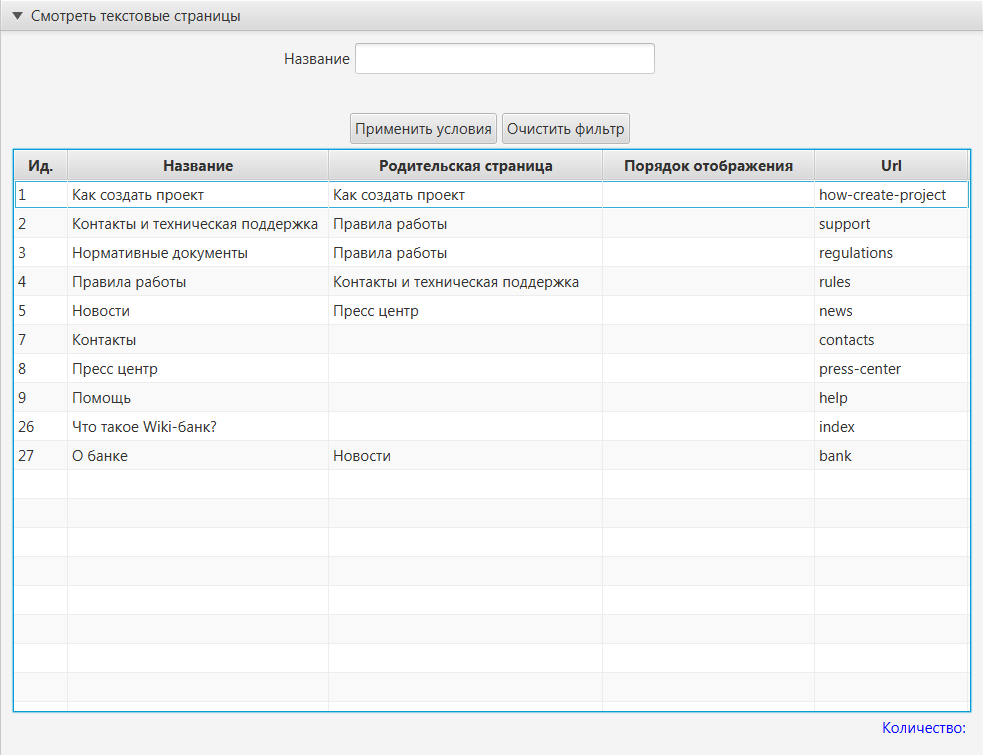 Смотреть текстовые страницы
Название
Применить условия Очистить фильтр
Ид. Название Родительская страница Порядок отображения Url
1 Как создать проект Как создать проект how-create-project
2 Контакты и техническая поддержка Правила работы support
3 Нормативные документы Правила работы regulations
4 Правила работы Контакты и техническая поддержка rules
5 Новости Пресс центр news
7 Контакты contacts
8 Пресс центр press-center
9 Помощь help
26 Что такое Wiki-банк? index
27 О банке Новости bank
Количество: